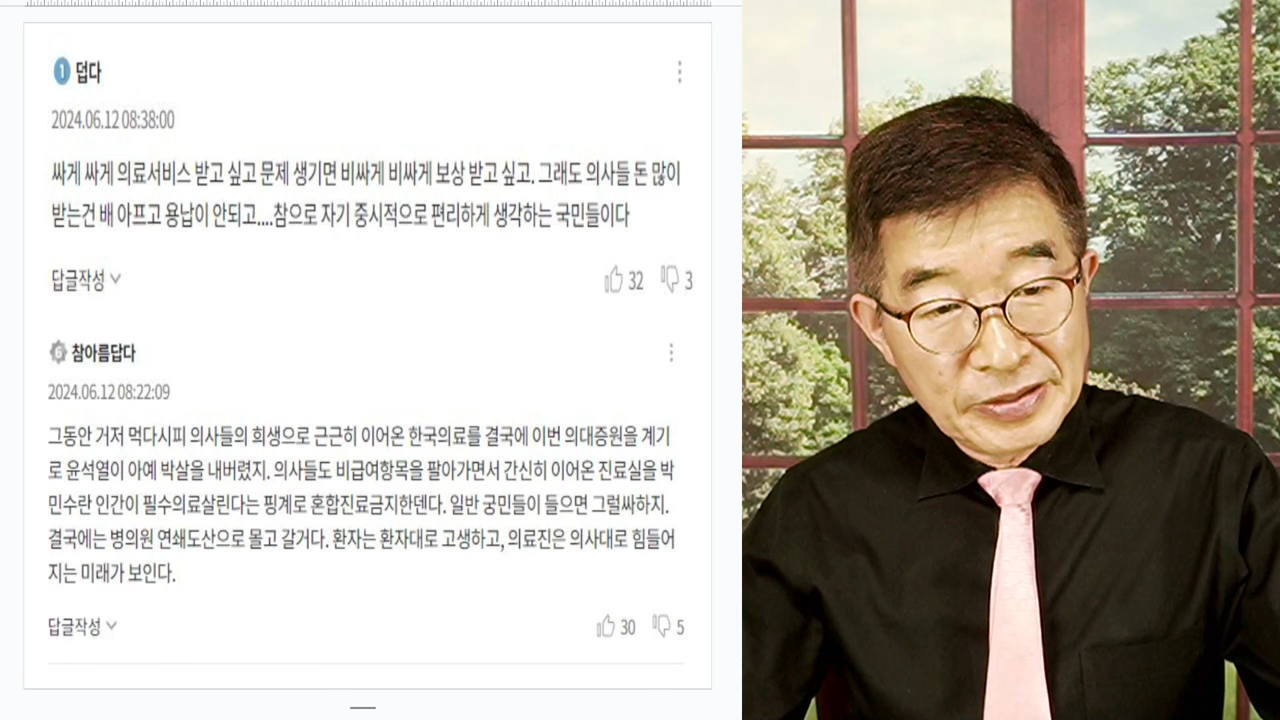 1 덥다
2024.06.12 08:38:00
싸게 싸게 의료서비스 받고 싶고 문제 생기면 비싸게 비싸게 보상 받고 싶고. 그래도 의사들 돈 많이
받는건 배 아프고 용납이 안되고....참으로 자기 중시적으로 편리하게 생각하는 국민들이다
답글작성
32
3
6 참아름답다
2024.06.12 08:22:09
그동안 거저 먹다시피 의사들의 희생으로 근근히 이어온 한국의료를 결국에 이번 의대증원을 계기
로 윤석열이 아예 박살을 내버렸지. 의사들도 비급여항목을 팔아가면서 간신히 이어온 진료실을 박
민수란 인간이 필수의료살린다는 핑계로 혼합진료금지한덴다. 일반 궁민들이 들으면 그럴싸하지.
결국에는 병의원 연쇄도산으로 몰고 갈거다. 환자는 환자대로 고생하고, 의료진은 의사대로 힘들어
지는 미래가 보인다.
답글작성
30
5